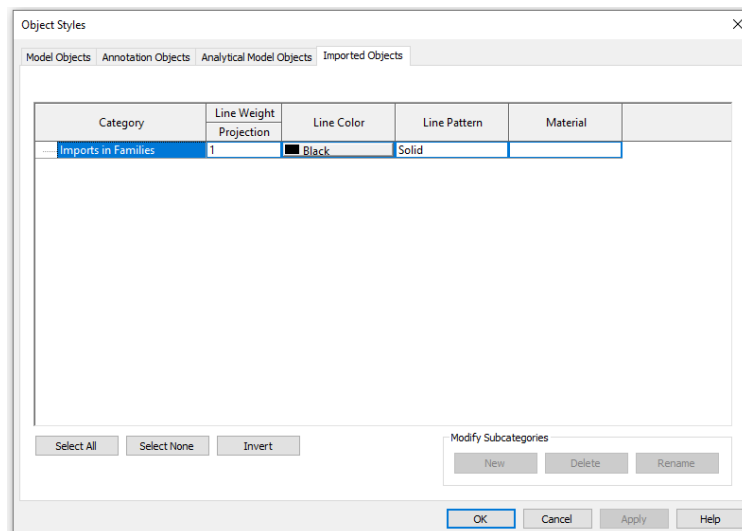 Object Styles
Model Objects Annotation Objects Analytical Model Objects Imported Objects
Category Line Weight Line Color Line Pattern Material
Projection
Imports in Families 1 Black Solid
Select All Select None Invert
Modify Subcategories
New Delete Rename
OK Cancel Apply Help